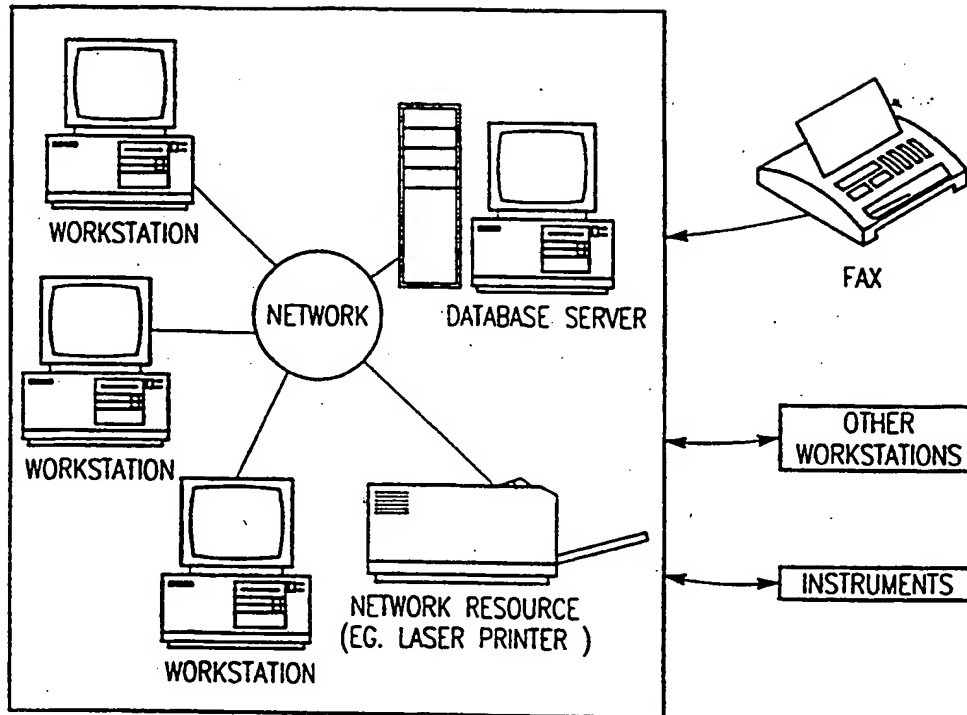 WORKSTATION
NETWORK
DATABASE SERVER
FAX
WORKSTATION
OTHER
WORKSTATIONS
WORKSTATION
NETWORK RESOURCE
(EG. LASER PRINTER )
INSTRUMENTS